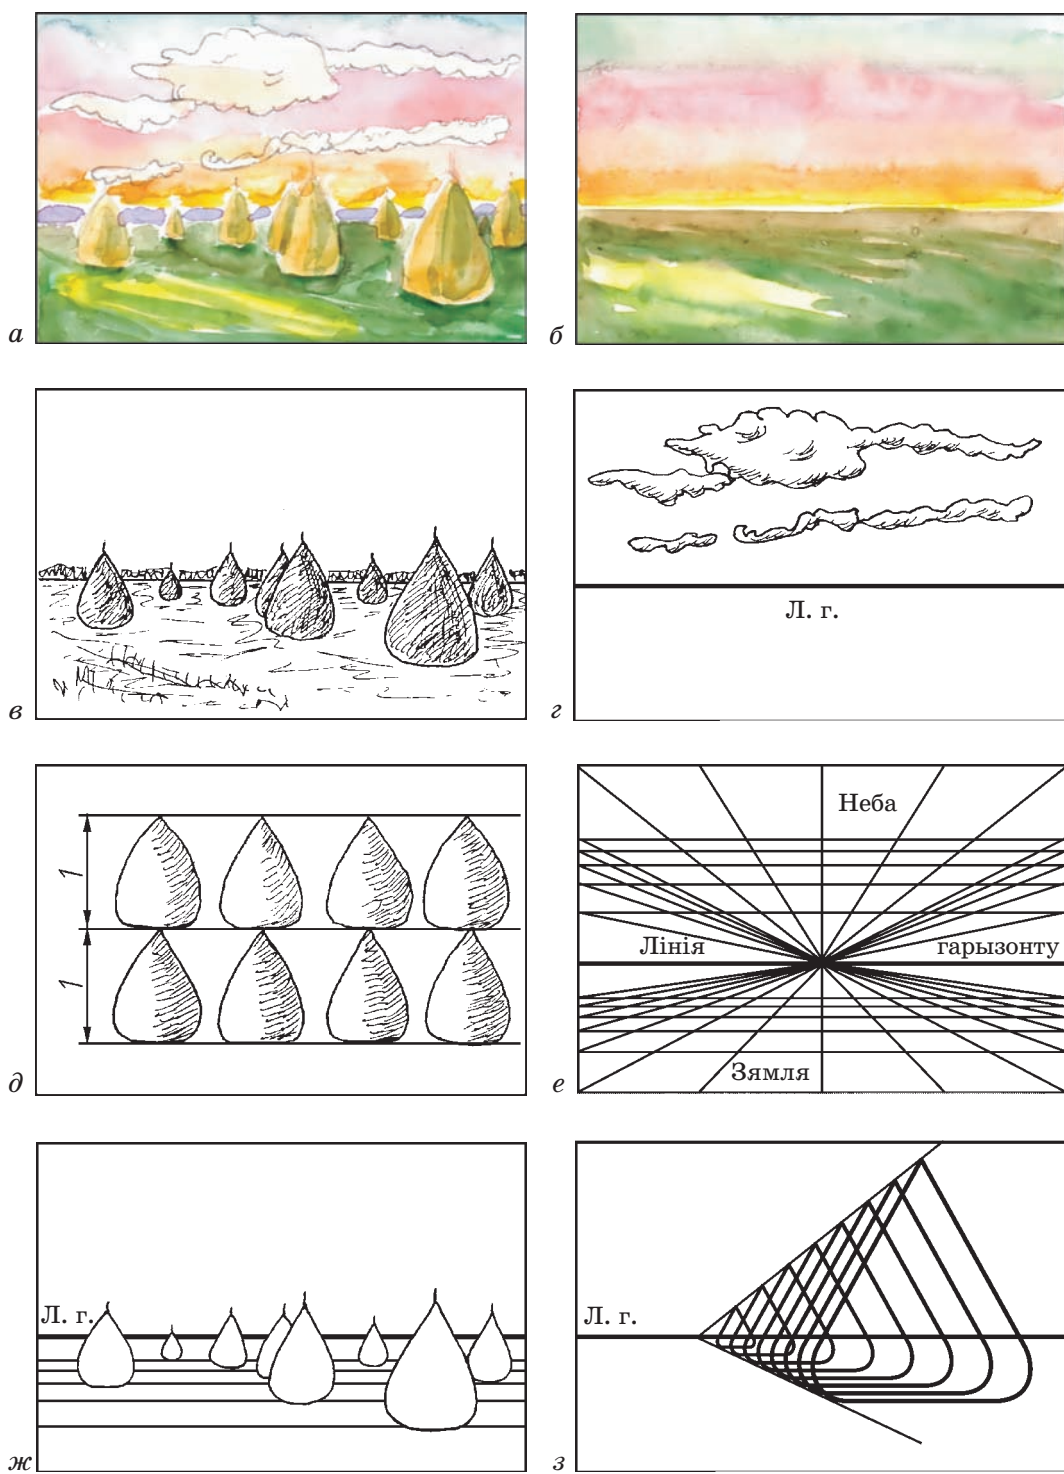 а
б
в
г
Л. г.
д
1
1
е
Неба
Лінія гарызонту
Зямля
ж
Л. г.
з
Л. г.